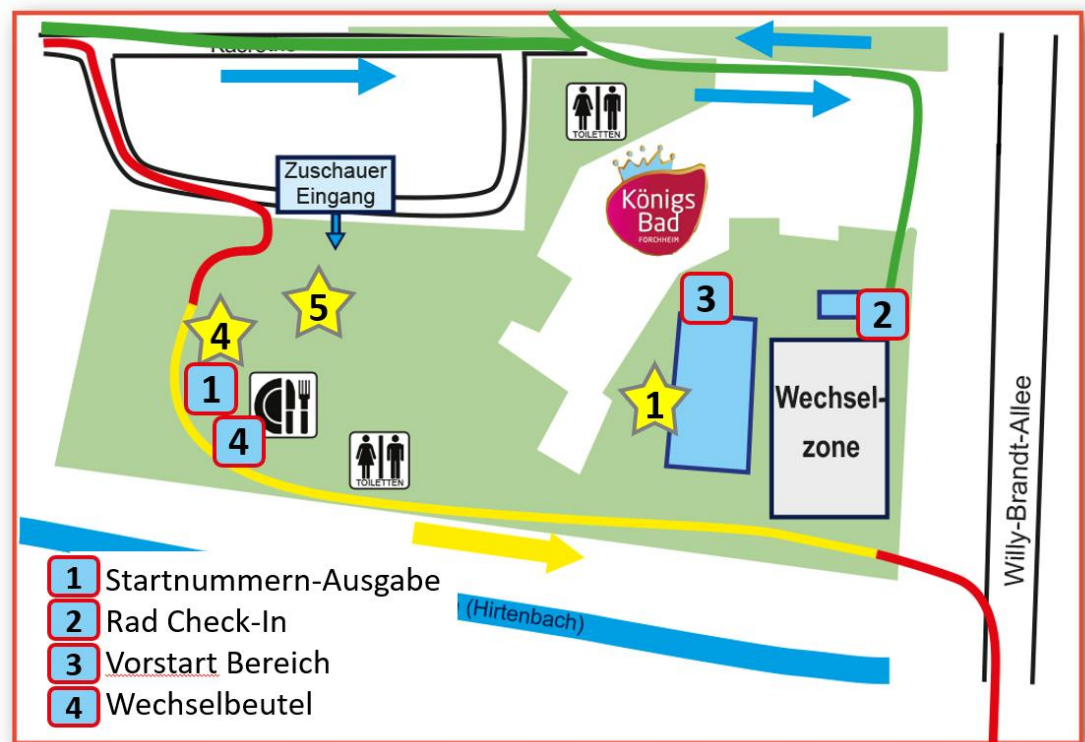 TOILETTEN
Zuschauer
Eingang
Königs
Bad
FORCHHEIM
5
4
1
4
3
2
1
TOILETTEN
Wechsel-
zone
Willy-Brandt-Allee
(Hirtenbach)
1 Startnummern-Ausgabe
2 Rad Check-In
3 Vorstart Bereich
4 Wechselbeutel